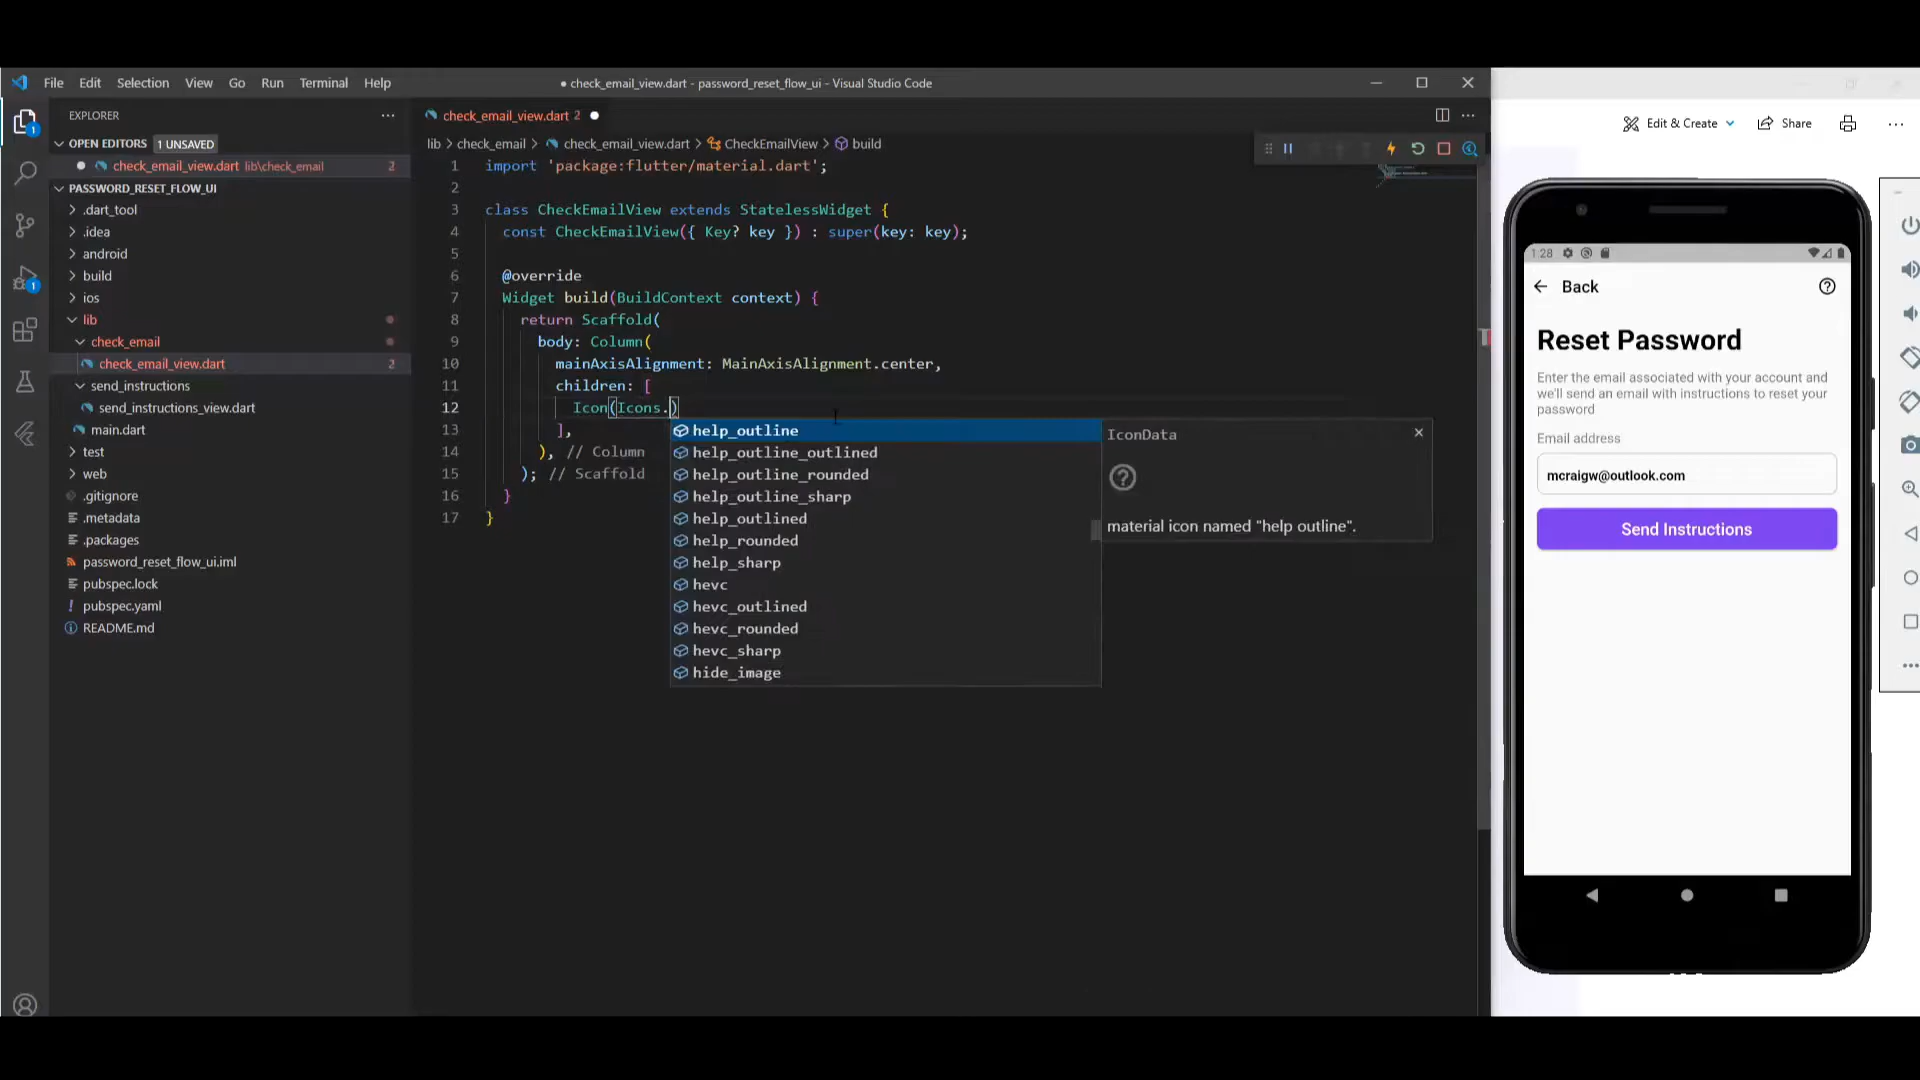 File Edit Selection View Go Run Terminal Help
● check_email_view.dart - password_reset_flow_ui - Visual Studio Code
EXPLORER
OPEN EDITORS 1 UNSAVED
check_email_view.dart lib\check_email 2
PASSWORD_RESET_FLOW_UI
.dart_tool
.idea
android
build
ios
lib
check_email
check_email_view.dart 2
send_instructions
send_instructions_view.dart
main.dart
test
web
.gitignore
.metadata
.packages
password_reset_flow_ui.iml
pubspec.lock
pubspec.yaml
README.md
1
1
check_email_view.dart 2
lib > check_email > check_email_view.dart > CheckEmailView > build
1 import 'package:flutter/material.dart';
2
3 class CheckEmailView extends StatelessWidget {
4 const CheckEmailView({ Key? key }) : super(key: key);
5
6 @override
7 Widget build(BuildContext context) {
8 return Scaffold(
9 body: Column(
10 mainAxisAlignment: MainAxisAlignment.center,
11 children: [
12 Icon(Icons.)
13 ],
14 ), // Column
15 ); // Scaffold
16 }
17 }
help_outline
help_outline_outlined
help_outline_rounded
help_outline_sharp
help_outlined
help_rounded
help_sharp
hevc
hevc_outlined
hevc_rounded
hevc_sharp
hide_image
IconData
material icon named "help outline".
Edit & Create Share
1:28
Back
Reset Password
Enter the email associated with your account and
we'll send an email with instructions to reset your
password
Email address
mcraigw@outlook.com
Send Instructions